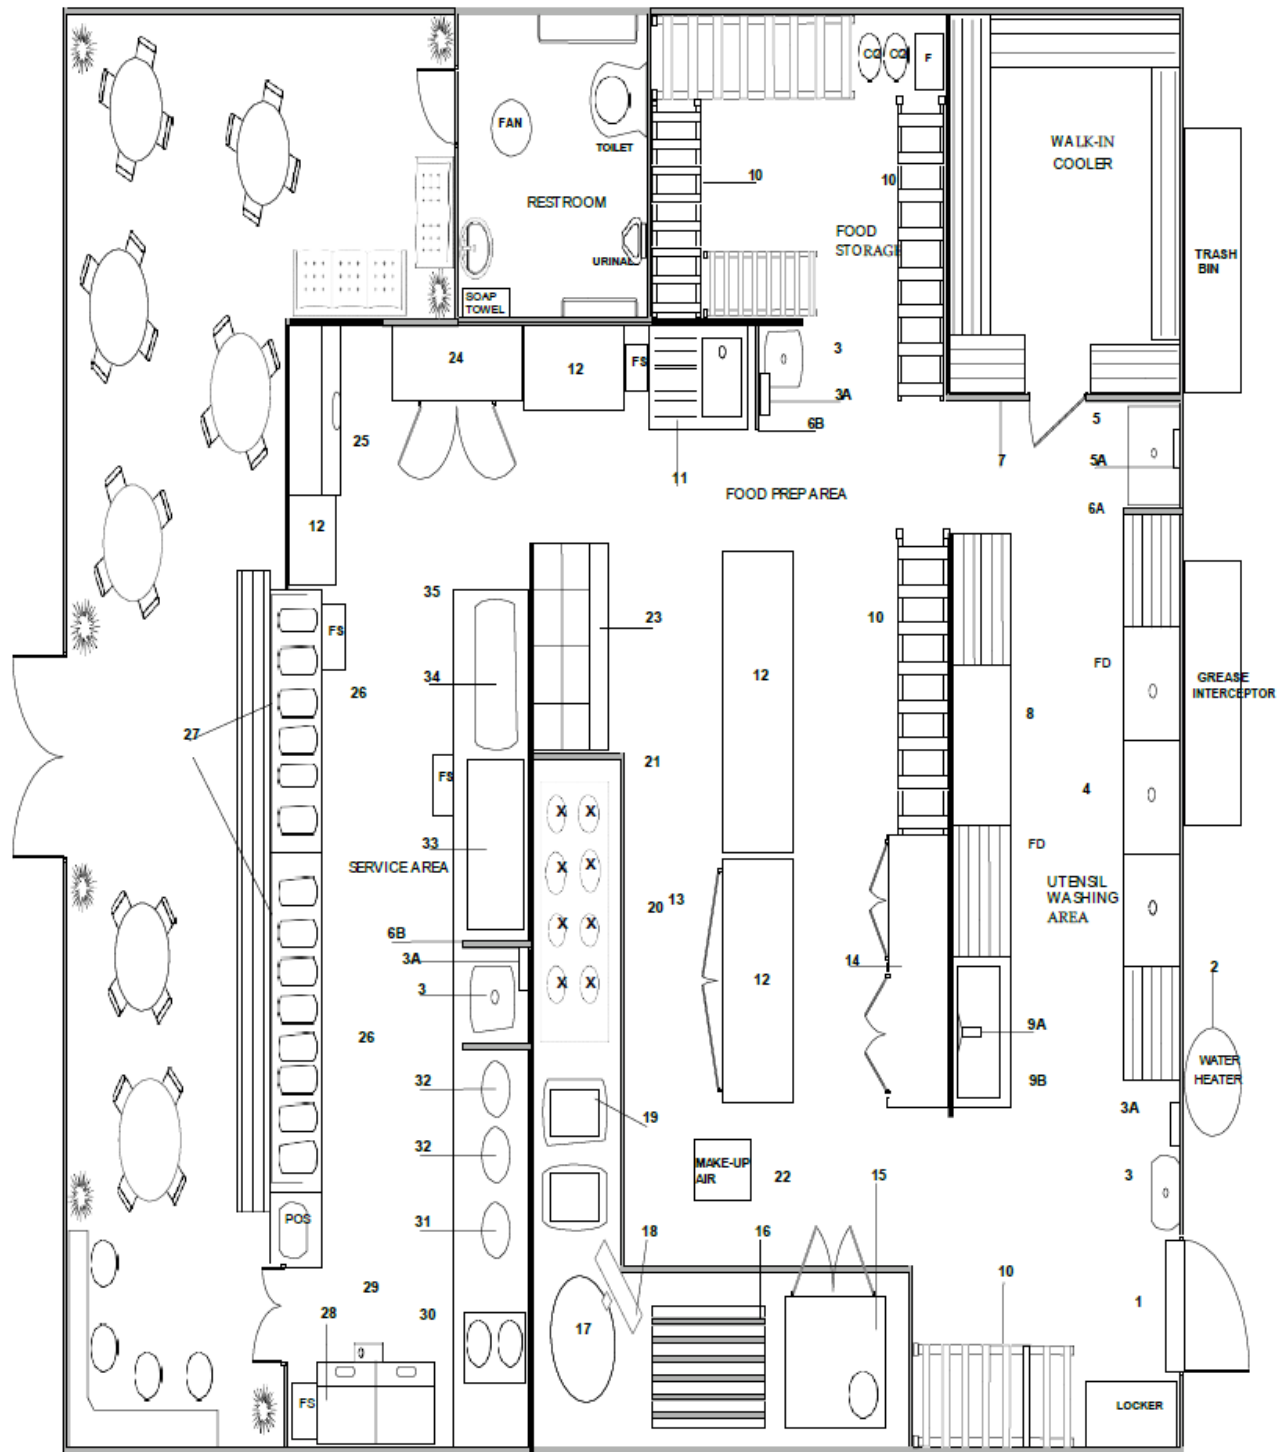 CO2
CO2
F
FAN
TOILET
WALK-IN
COOLER
10
10
RESTROOM
FOOD
STORAGE
TRASH
BIN
URINAL
SOAP
TOWEL
24
12
FS
3
3A
6B
5
5A
6A
7
25
11
FOOD PREP AREA
12
35
FS
23
10
12
FD
GREASE
INTERCEPTOR
26
34
27
8
21
FS
4
X X
33
SERVICE AREA
X X
FD
UTENSIL
WASHING
AREA
20
13
X X
6B
3A
14
12
2
X X
3
26
9A
32
9B
WATER
HEATER
3A
19
32
MAKE-UP
AIR
22
15
3
POS
31
18
16
29
10
28
30
17
1
FS
LOCKER